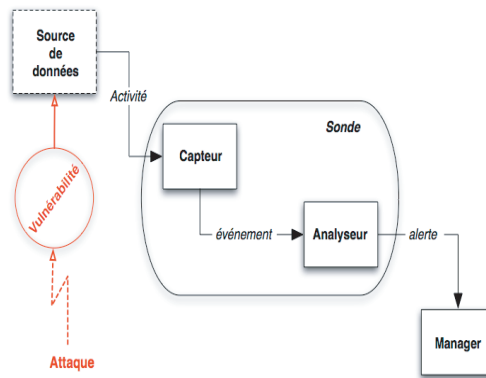 Source
de
données
Activité
Sonde
Capteur
Vulnérabilité
événement
Analyseur
alerte
Attaque
Manager